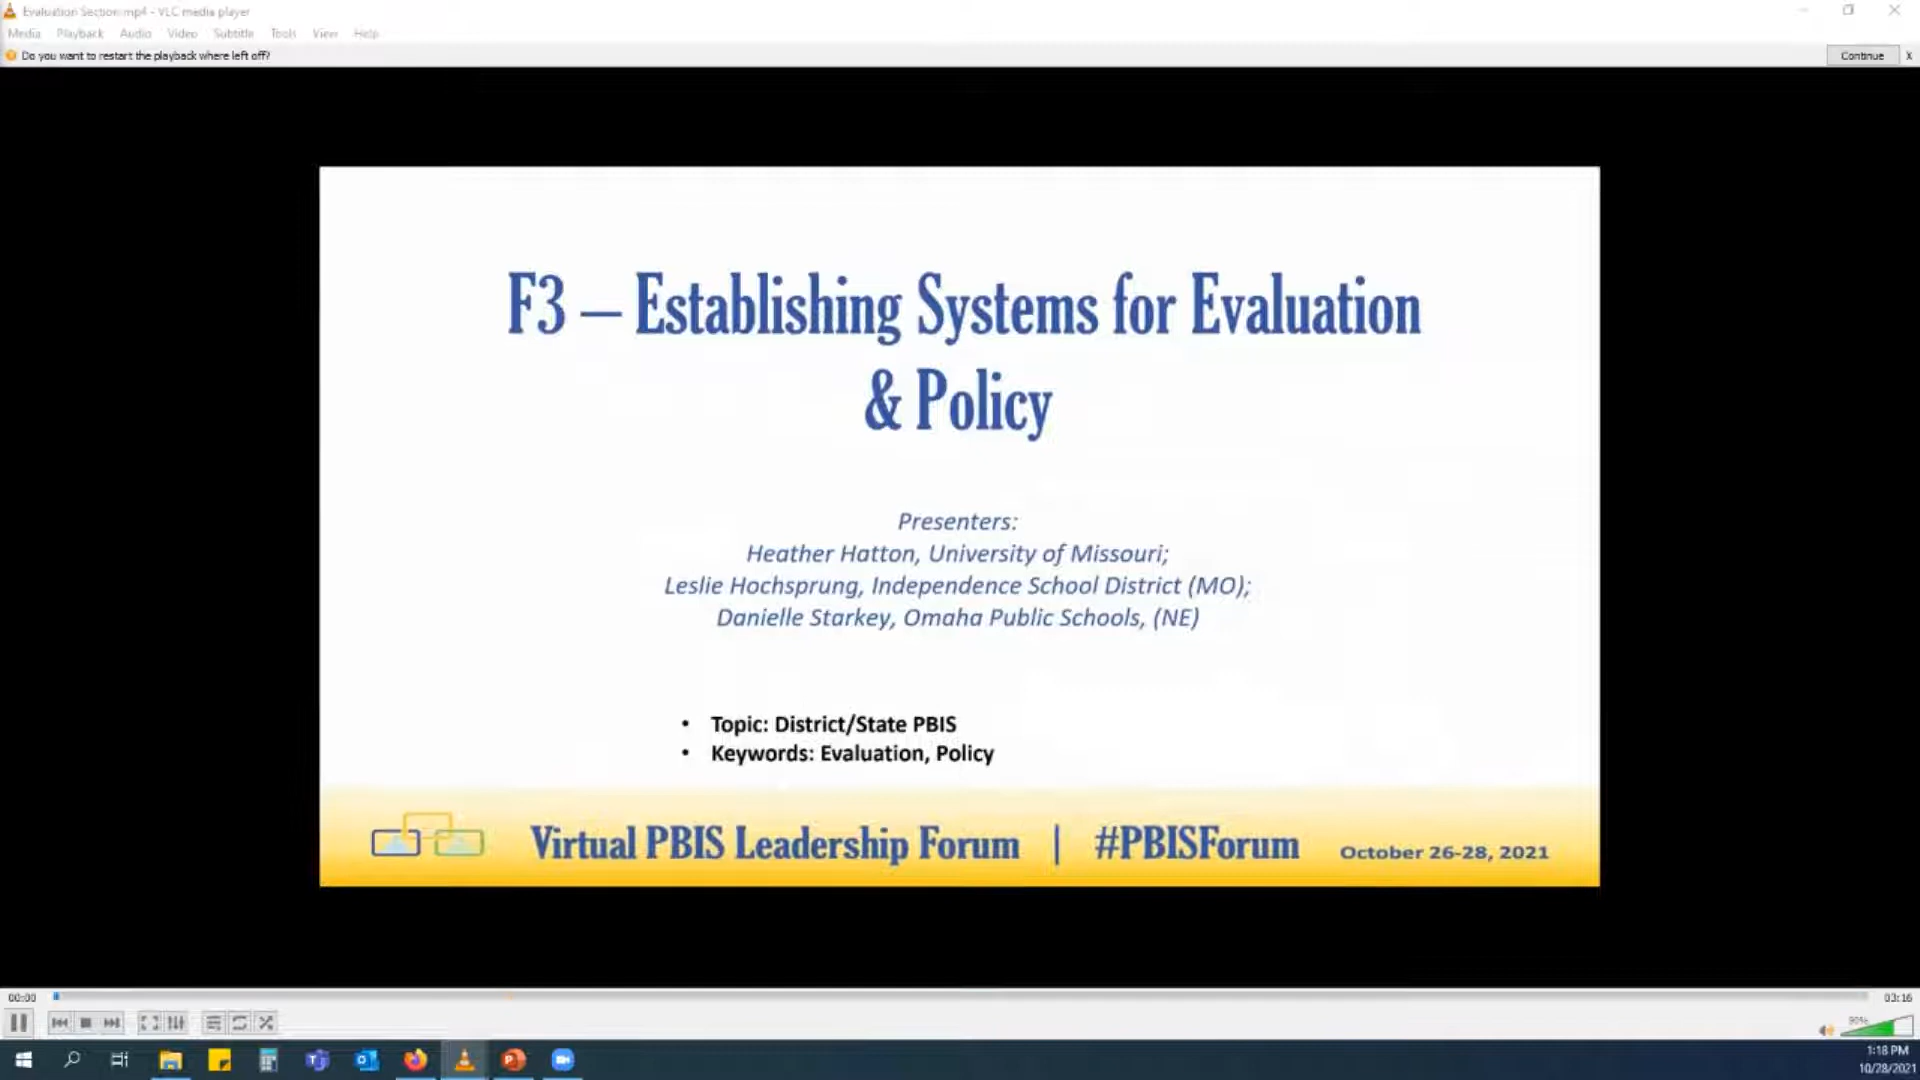 Evaluation Section.mp4 - VLC media player
Media Playback Audio Video Subtitle Tools View Help
Do you want to restart the playback where left off?
Continue X
F3 – Establishing Systems for Evaluation
& Policy
Presenters:
Heather Hatton, University of Missouri;
Leslie Hochsprung, Independence School District (MO);
Danielle Starkey, Omaha Public Schools, (NE)
• Topic: District/State PBIS
• Keywords: Evaluation, Policy
Virtual PBIS Leadership Forum | #PBISForum October 26-28, 2021
00:00 03:16
90%
1:18 PM
10/28/2021